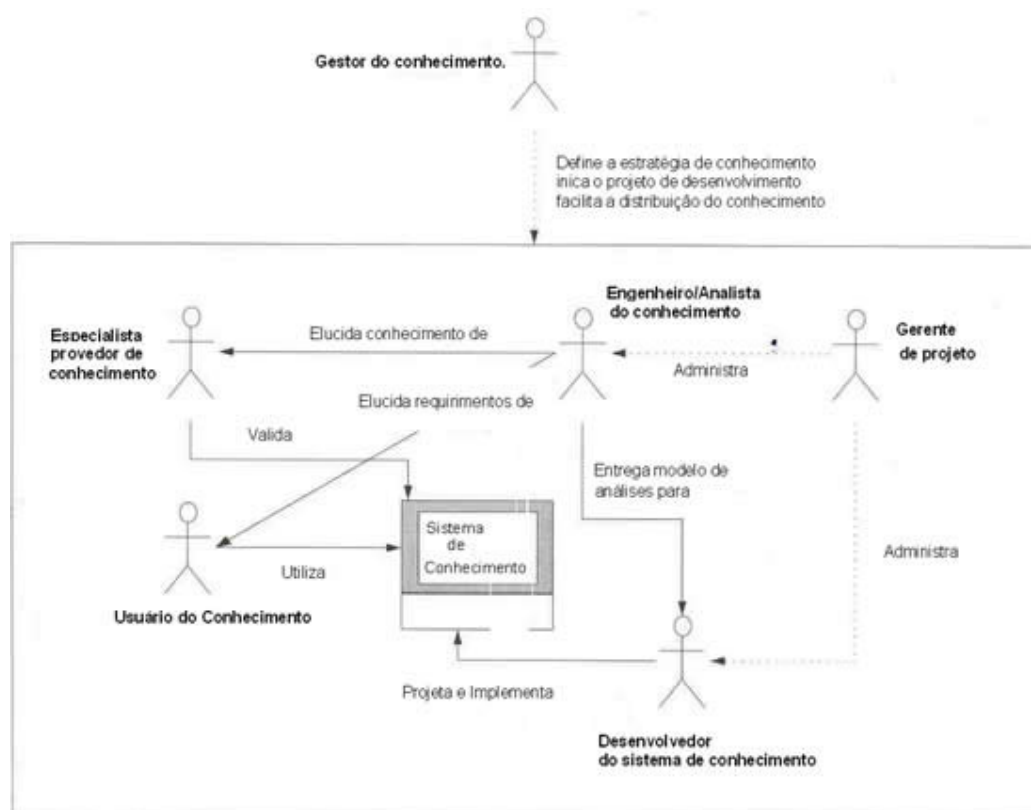 Gestor do conhecimento.
Define a estratégia de conhecimento
inica o projeto de desenvolvimento
facilita a distribuição do conhecimento
Especialista
provedor de
conhecimento
Elucida conhecimento de
Engenheiro/Analista
do conhecimento
Administra
Gerente
de projeto
Elucida requirimentos de
Valida
Entrega modelo de
análises para
Sistema
de
Conhecimento
Utiliza
Usuário do Conhecimento
Administra
Projeta e Implementa
Desenvolvedor
do sistema de conhecimento